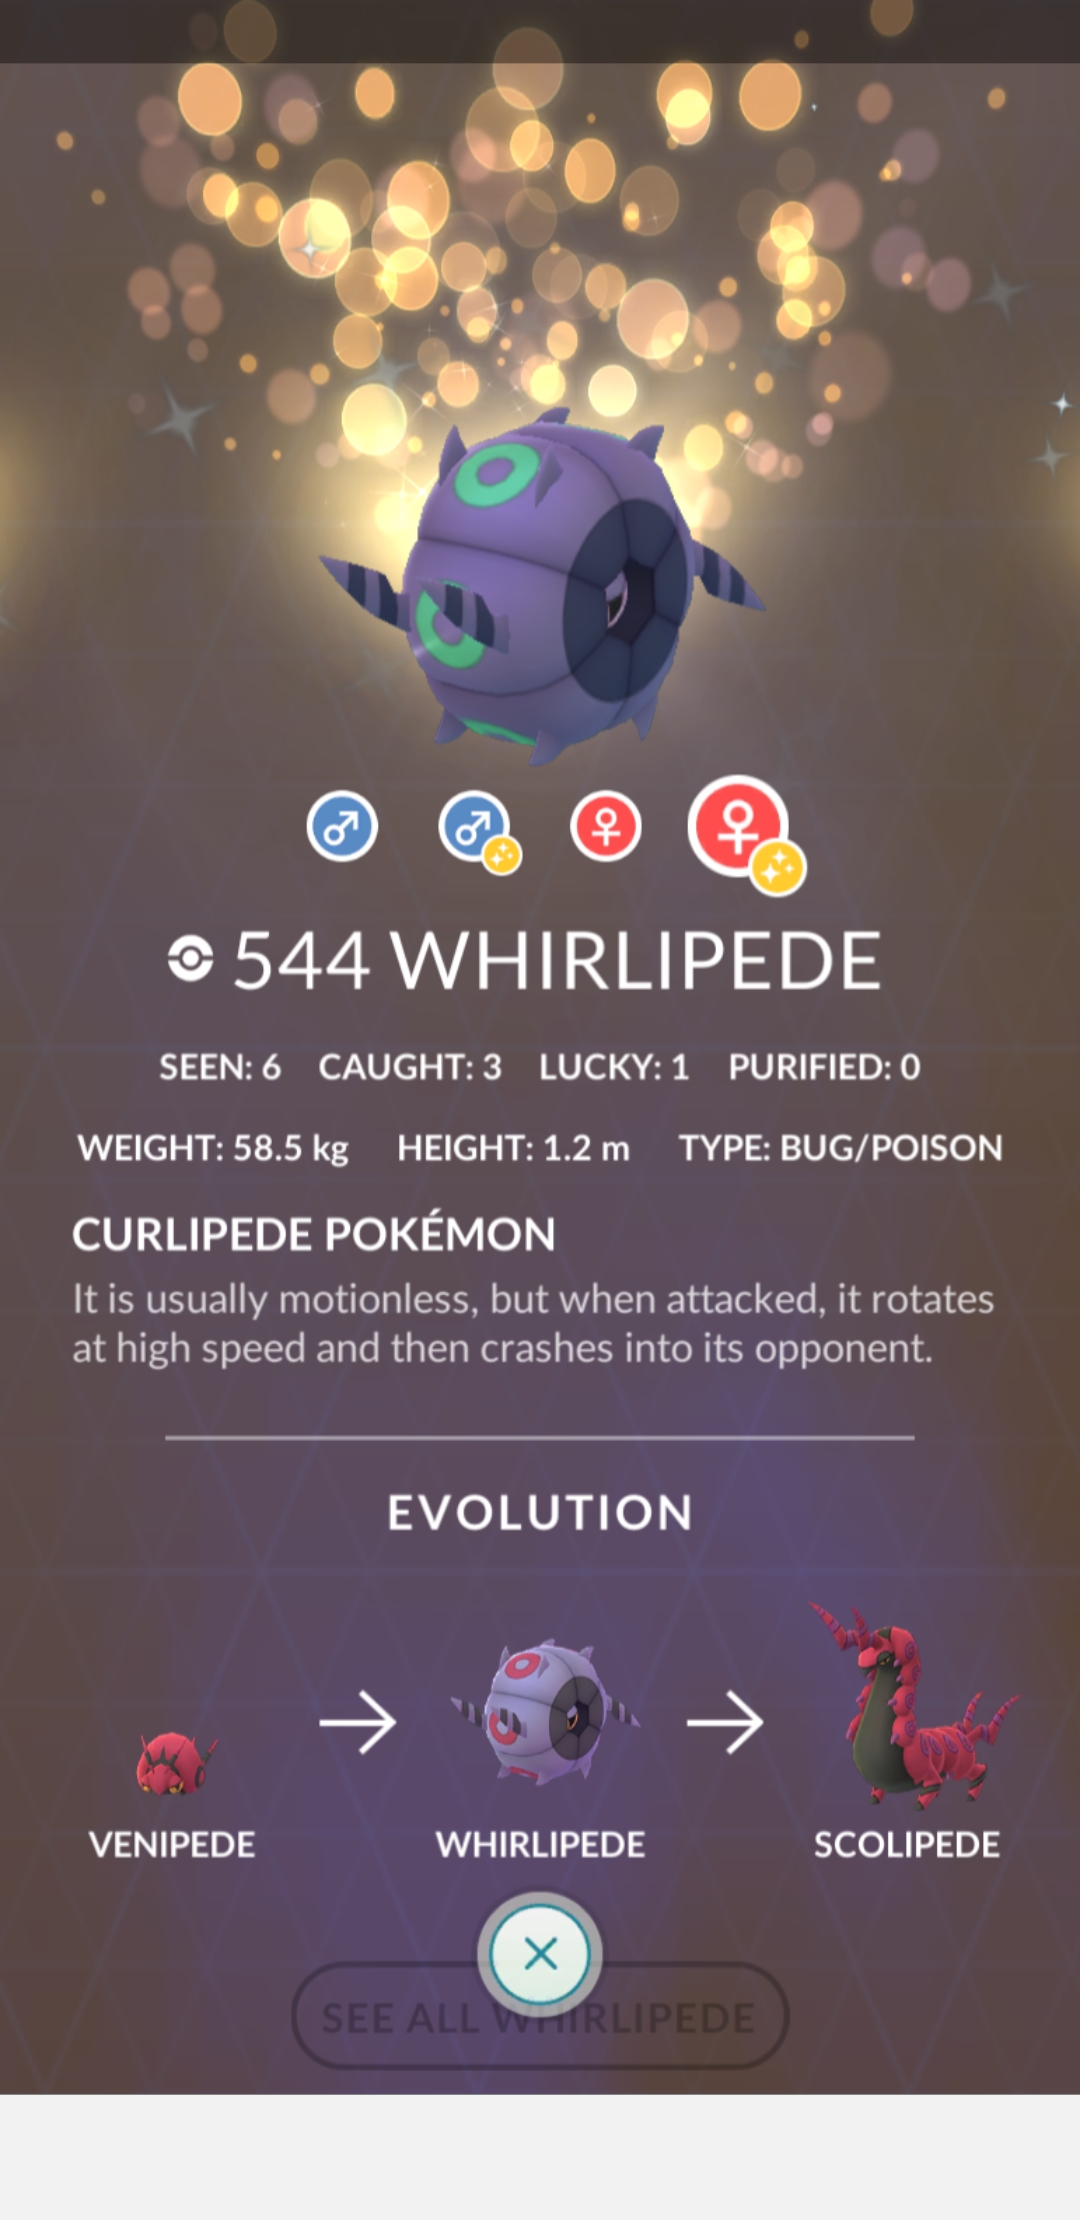 544 WHIRLIPEDE
SEEN: 6 CAUGHT: 3 LUCKY: 1 PURIFIED: 0
WEIGHT: 58.5 kg HEIGHT: 1.2 m TYPE: BUG/POISON
CURLIPEDE POKÉMON
It is usually motionless, but when attacked, it rotates
at high speed and then crashes into its opponent.
EVOLUTION
VENIPEDE WHIRLIPEDE SCOLIPEDE
SEE ALL WHIRLIPEDE